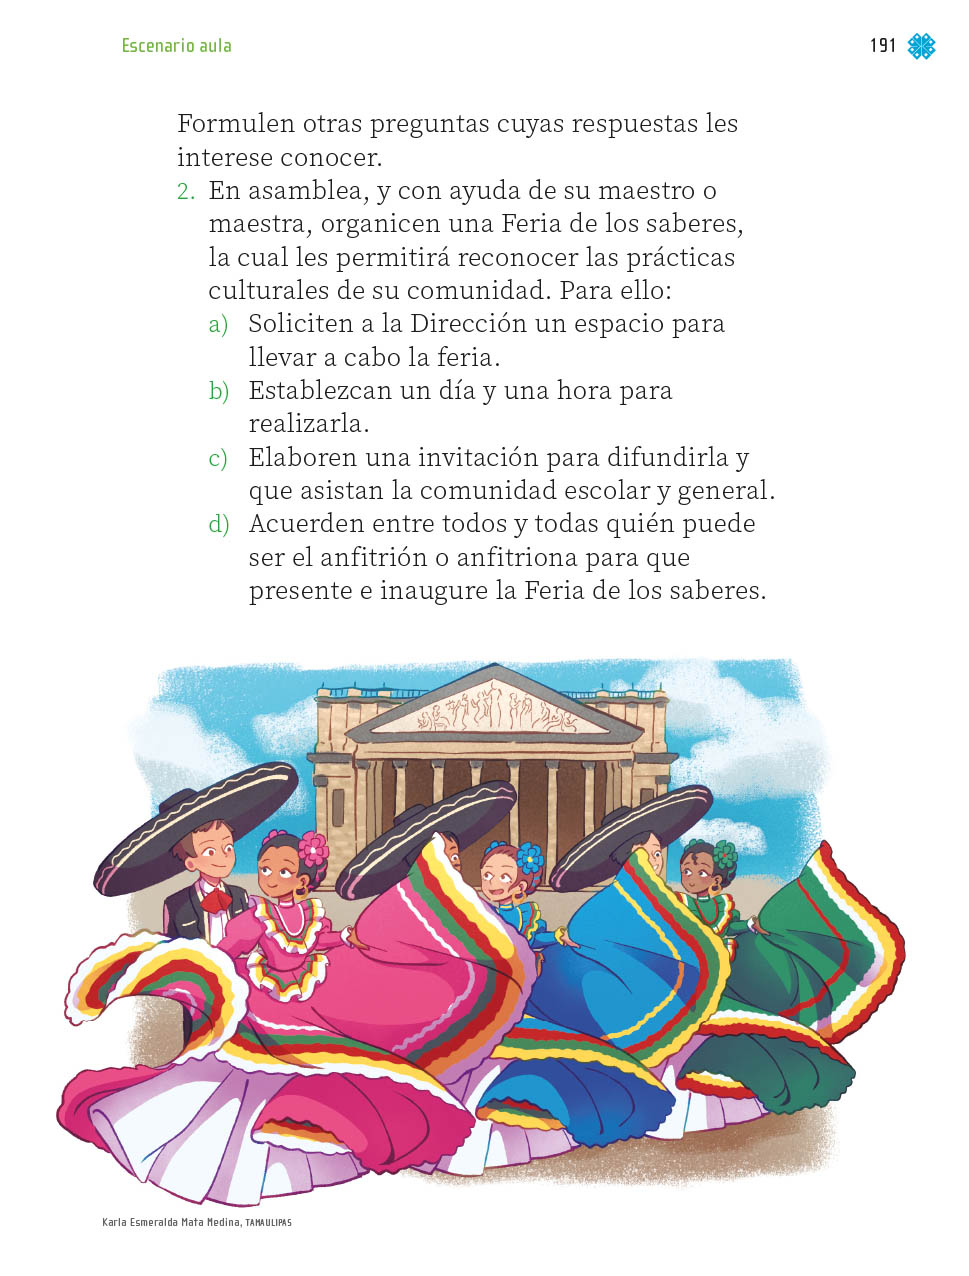 Escenario aula
191
Formulen otras preguntas cuyas respuestas les
interese conocer.
2. En asamblea, y con ayuda de su maestro o
maestra, organicen una Feria de los saberes,
la cual les permitirá reconocer las prácticas
culturales de su comunidad. Para ello:
a) Soliciten a la Dirección un espacio para
llevar a cabo la feria.
b) Establezcan un día y una hora para
realizarla.
c) Elaboren una invitación para difundirla y
que asistan la comunidad escolar y general.
d) Acuerden entre todos y todas quién puede
ser el anfitrión o anfitriona para que
presente e inaugure la Feria de los saberes.
Karla Esmeralda Mata Medina, TAMAULIPAS